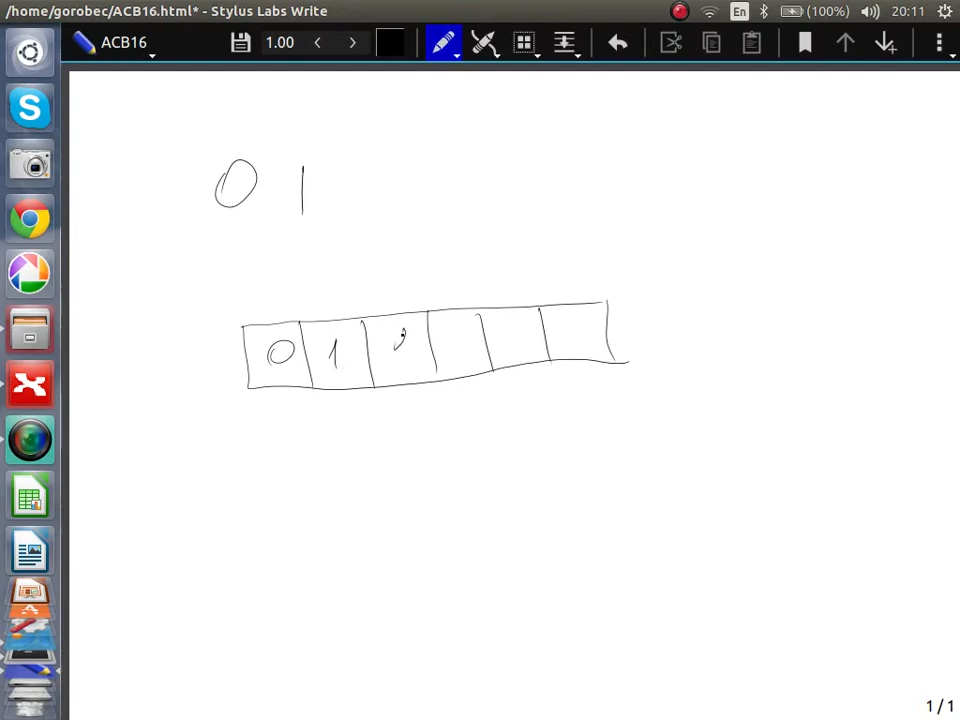 /home/gorobec/ACB16.html* - Stylus Labs Write En (100%) 20:11
ACB16 1.00
0 1
0 1
1 / 1